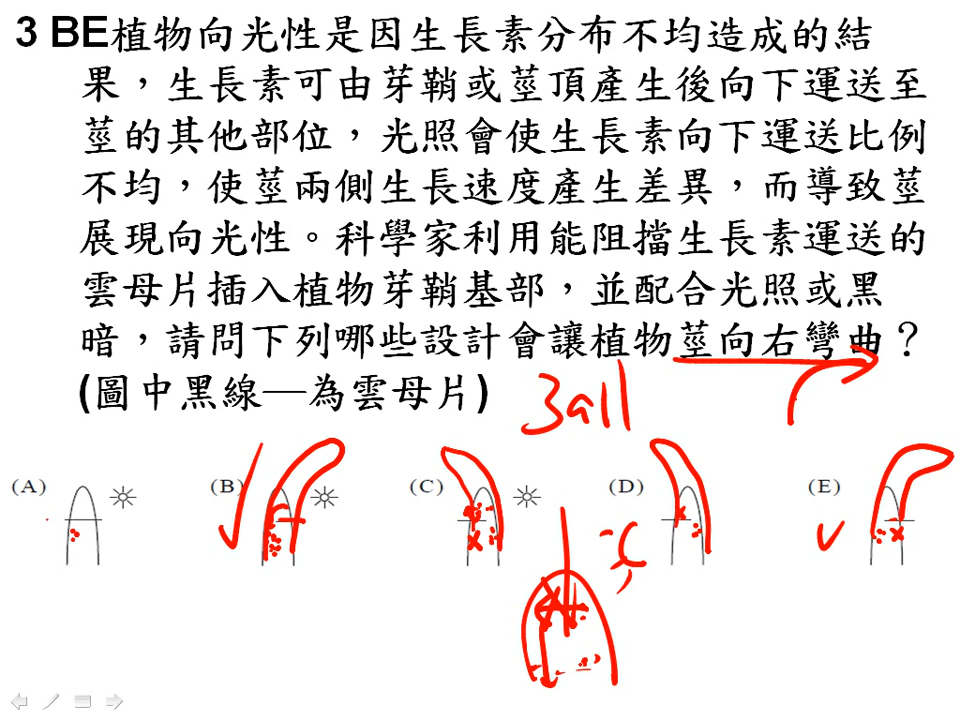 3 BE植物向光性是因生長素分布不均造成的結
果，生長素可由芽鞘或莖頂產生後向下運送至
莖的其他部位，光照會使生長素向下運送比例
不均，使莖兩側生長速度產生差異，而導致莖
展現向光性。科學家利用能阻擋生長素運送的
雲母片插入植物芽鞘基部，並配合光照或黑
暗，請問下列哪些設計會讓植物莖向右彎曲？
(圖中黑線—為雲母片)
3all
(A) (B) (C) (D) (E)